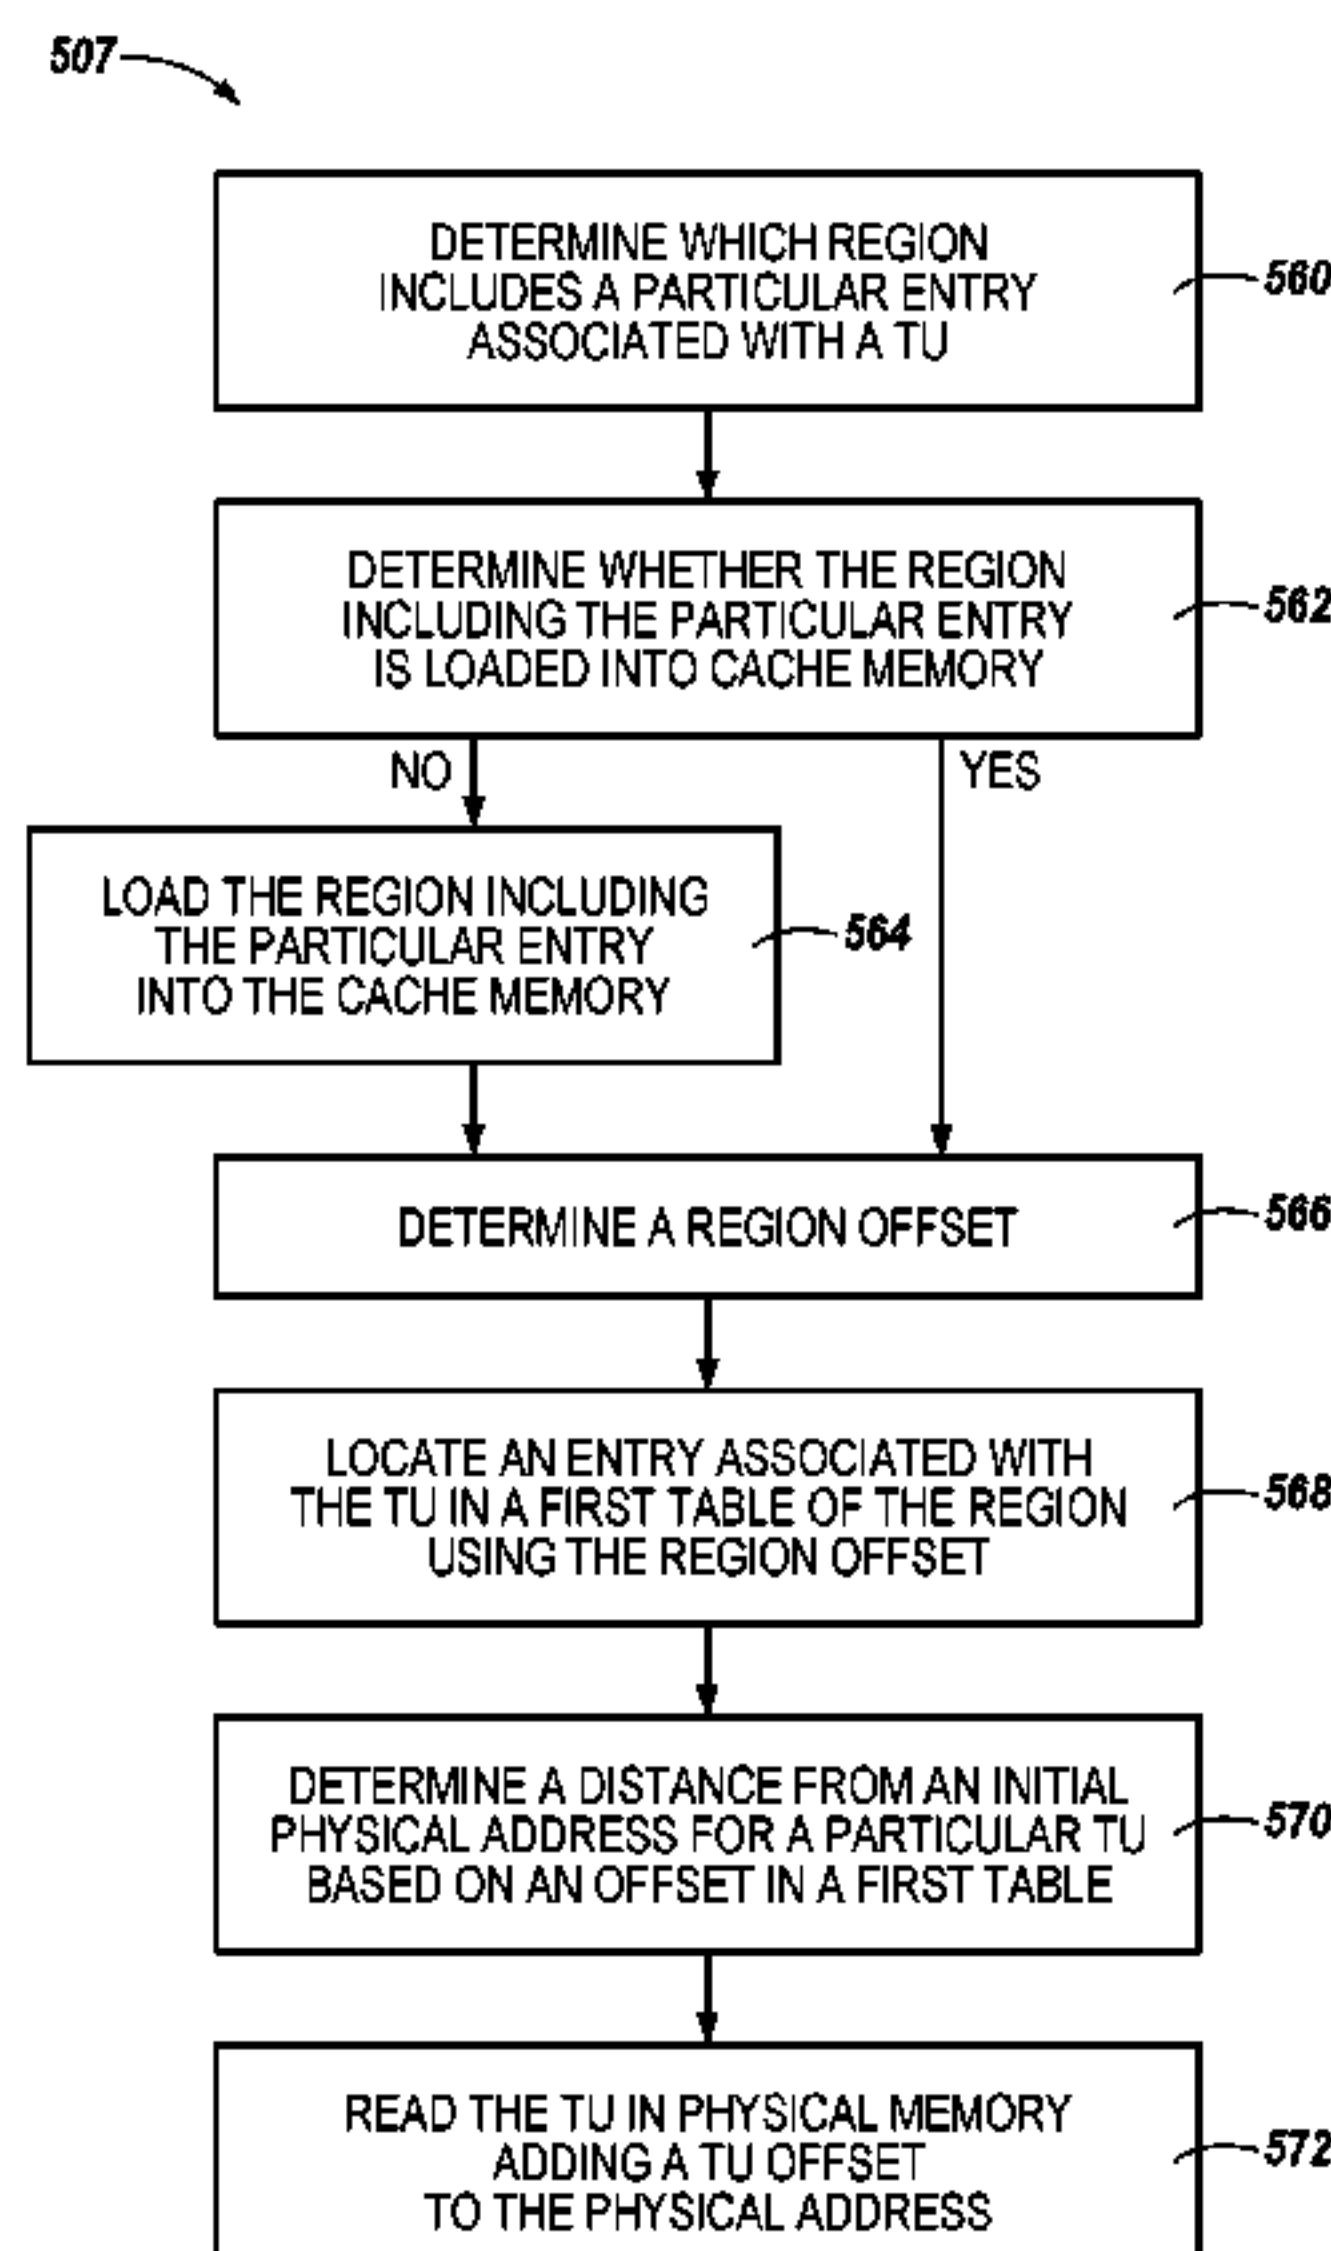 507
DETERMINE WHICH REGION
INCLUDES A PARTICULAR ENTRY
ASSOCIATED WITH A TU
560
DETERMINE WHETHER THE REGION
INCLUDING THE PARTICULAR ENTRY
IS LOADED INTO CACHE MEMORY
562
NO
YES
LOAD THE REGION INCLUDING
THE PARTICULAR ENTRY
INTO THE CACHE MEMORY
564
DETERMINE A REGION OFFSET
566
LOCATE AN ENTRY ASSOCIATED WITH
THE TU IN A FIRST TABLE OF THE REGION
USING THE REGION OFFSET
568
DETERMINE A DISTANCE FROM AN INITIAL
PHYSICAL ADDRESS FOR A PARTICULAR TU
BASED ON AN OFFSET IN A FIRST TABLE
570
READ THE TU IN PHYSICAL MEMORY
ADDING A TU OFFSET
TO THE PHYSICAL ADDRESS
572